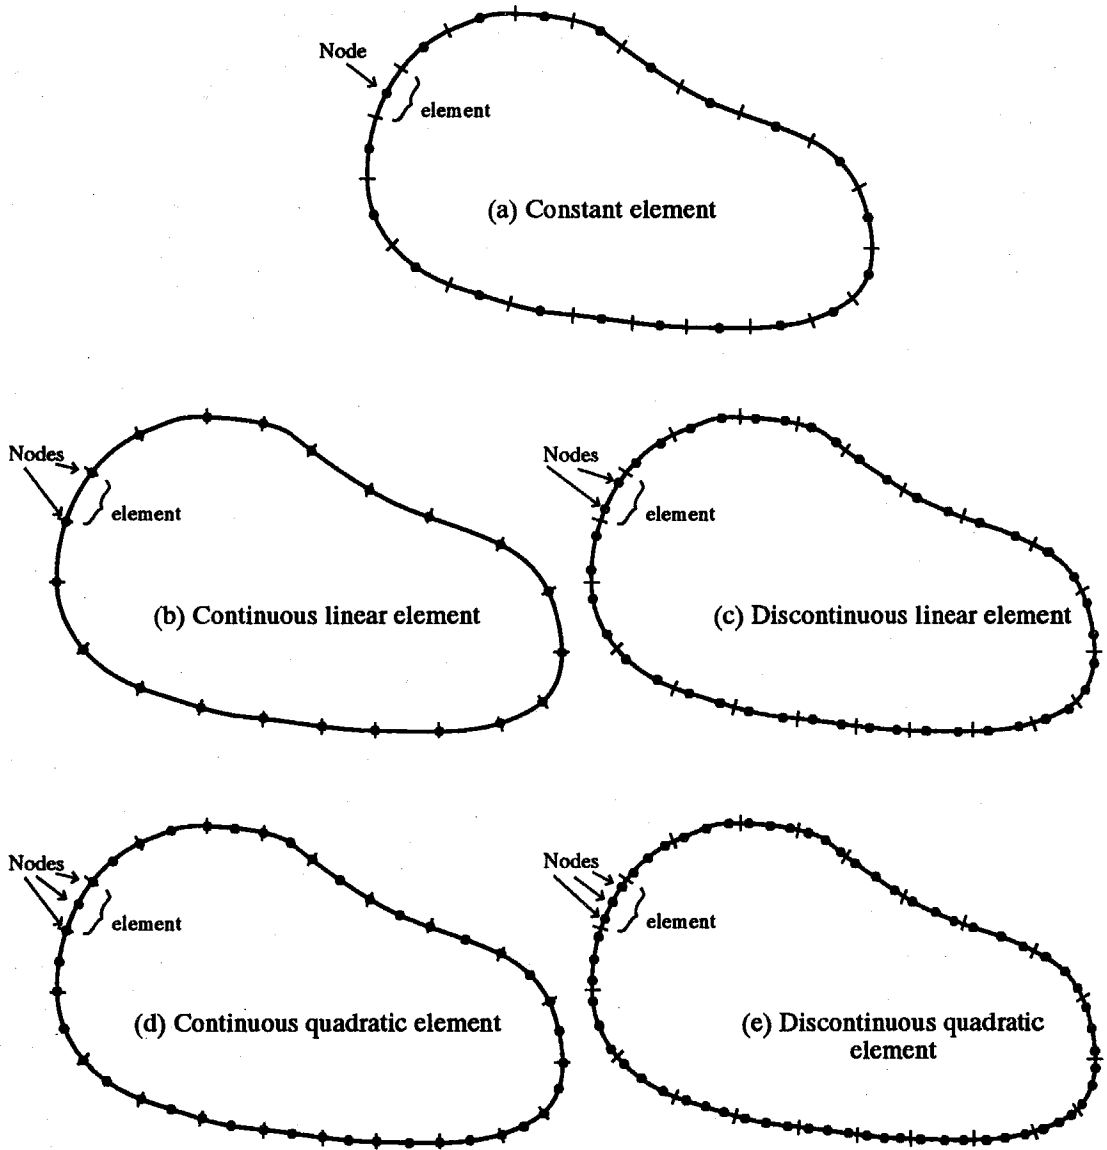 Node
element
(a) Constant element
Nodes
element
(b) Continuous linear element
Nodes
element
(c) Discontinuous linear element
Nodes
element
(d) Continuous quadratic element
Nodes
element
(e) Discontinuous quadratic
element